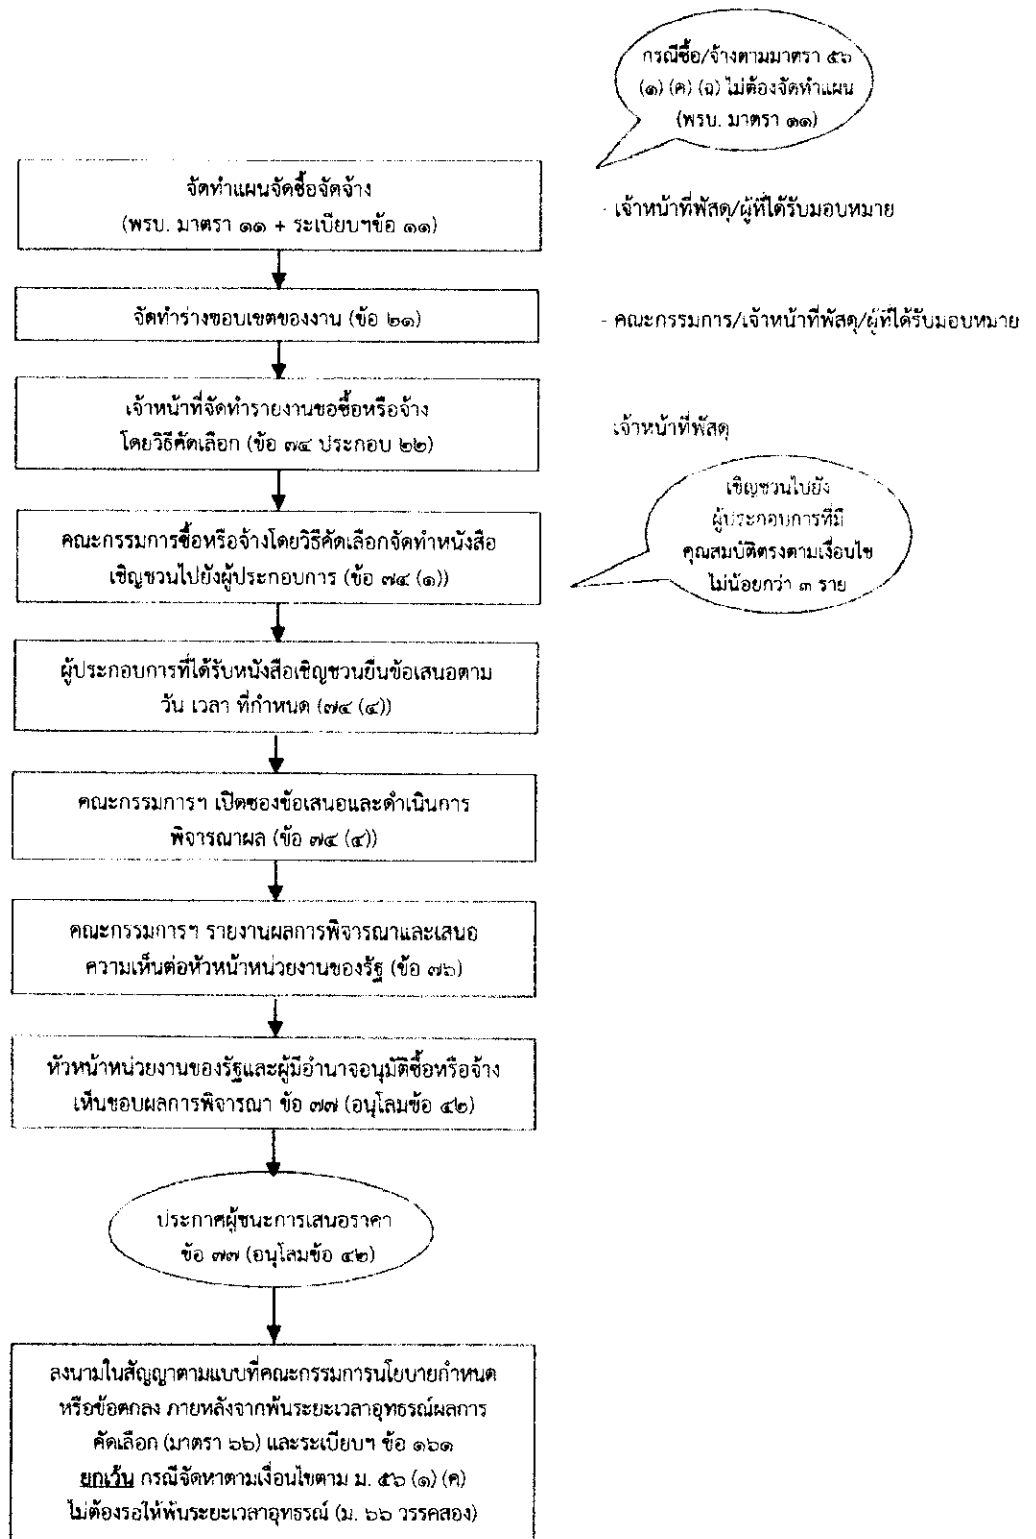 กรณีซื้อ/จ้างตามมาตรา ๕๖
(๑) (ค) (ฉ) ไม่ต้องจัดทำแผน
(พรบ. มาตรา ๑๑)
จัดทำแผนจัดซื้อจัดจ้าง
(พรบ. มาตรา ๑๑ + ระเบียบฯข้อ ๑๑)
- เจ้าหน้าที่พัสดุ/ผู้ที่ได้รับมอบหมาย
จัดทำร่างขอบเขตของงาน (ข้อ ๒๑)
- คณะกรรมการ/เจ้าหน้าที่พัสดุ/ผู้ที่ได้รับมอบหมาย
เจ้าหน้าที่จัดทำรายงานขอซื้อหรือจ้าง
โดยวิธีคัดเลือก (ข้อ ๗๔ ประกอบ ๒๒)
เจ้าหน้าที่พัสดุ
คณะกรรมการซื้อหรือจ้างโดยวิธีคัดเลือกจัดทำหนังสือ
เชิญชวนไปยังผู้ประกอบการ (ข้อ ๗๔ (๑))
เชิญชวนไปยัง
ผู้ประกอบการที่มี
คุณสมบัติตรงตามเงื่อนไข
ไม่น้อยกว่า ๓ ราย
ผู้ประกอบการที่ได้รับหนังสือเชิญชวนยื่นข้อเสนอตาม
วัน เวลา ที่กำหนด (๗๔ (๔))
คณะกรรมการฯ เปิดซองข้อเสนอและดำเนินการ
พิจารณาผล (ข้อ ๗๔ (๔))
คณะกรรมการฯ รายงานผลการพิจารณาและเสนอ
ความเห็นต่อหัวหน้าหน่วยงานของรัฐ (ข้อ ๗๖)
หัวหน้าหน่วยงานของรัฐและผู้มีอำนาจอนุมัติซื้อหรือจ้าง
เห็นชอบผลการพิจารณา ข้อ ๗๗ (อนุโลมข้อ ๔๒)
ประกาศผู้ชนะการเสนอราคา
ข้อ ๗๗ (อนุโลมข้อ ๔๒)
ลงนามในสัญญาตามแบบที่คณะกรรมการนโยบายกำหนด
หรือข้อตกลง ภายหลังจากพ้นระยะเวลาอุทธรณ์ผลการ
คัดเลือก (มาตรา ๖๖) และระเบียบฯ ข้อ ๑๖๑
ยกเว้น กรณีจัดหาตามเงื่อนไขตาม ม. ๕๖ (๑) (ค)
ไม่ต้องรอให้พ้นระยะเวลาอุทธรณ์ (ม. ๖๖ วรรคสอง)